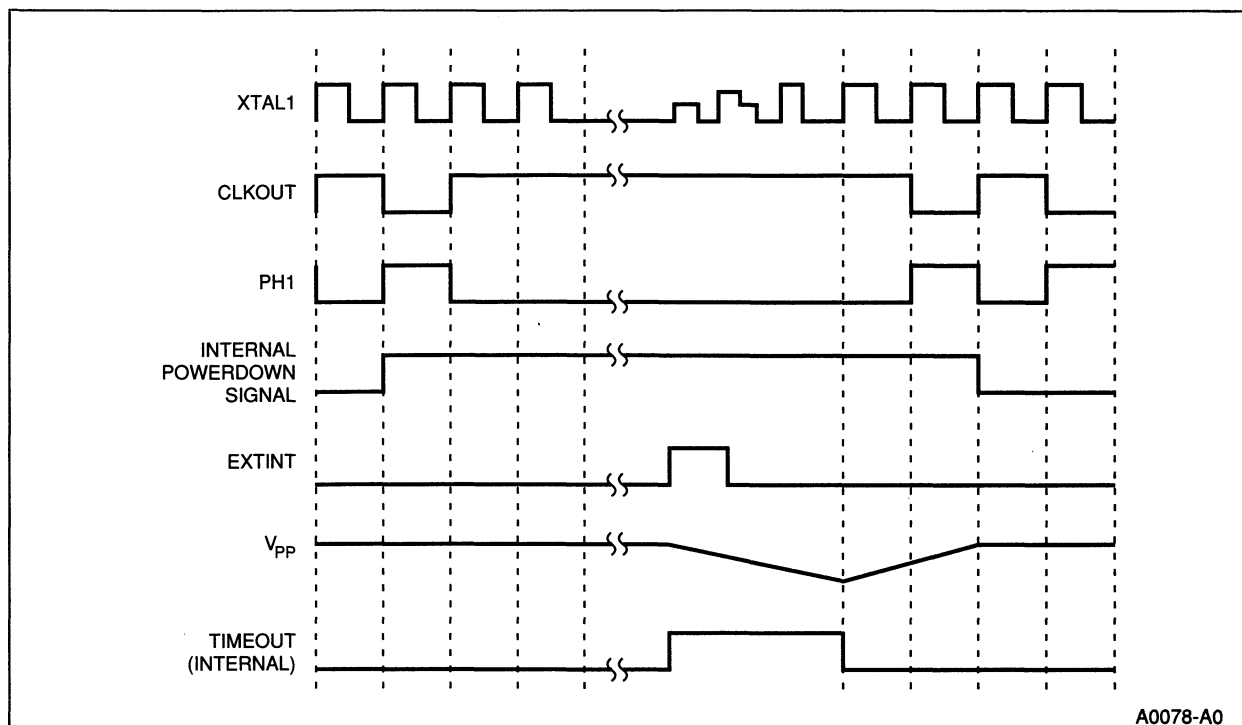 XTAL1
CLKOUT
PH1
INTERNAL
POWERDOWN
SIGNAL
EXTINT
VPP
TIMEOUT
(INTERNAL)
A0078-A0